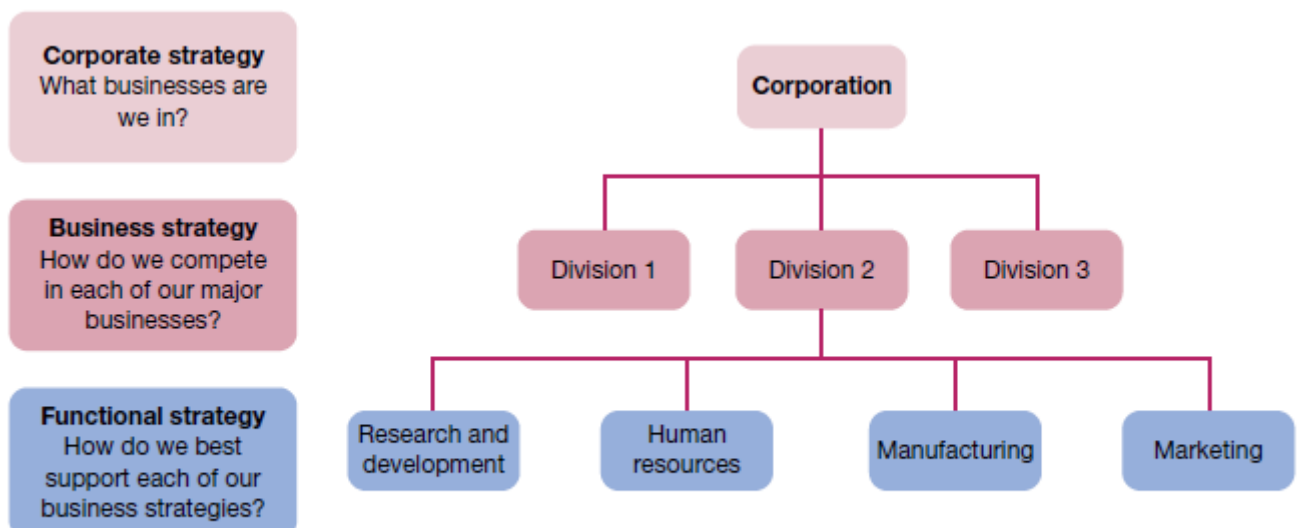 Corporate strategy
What businesses are
we in?
Corporation
Business strategy
How do we compete
in each of our major
businesses?
Division 1
Division 2
Division 3
Functional strategy
How do we best
support each of our
business strategies?
Research and
development
Human
resources
Manufacturing
Marketing